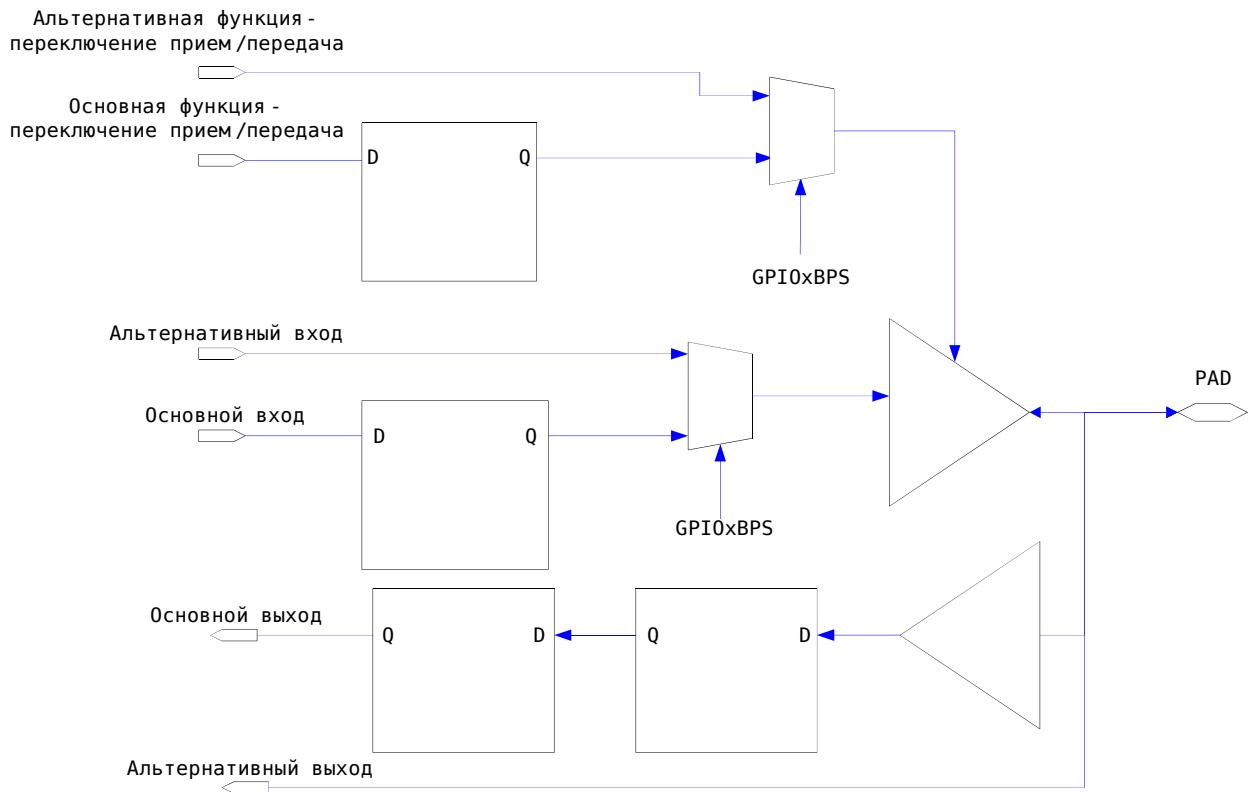 Альтернативная функция -
переключение прием /передача
Основная функция -
переключение прием /передача
D
Q
GPIOxBPS
Альтернативный вход
PAD
Основной вход
D
Q
GPIOxBPS
Основной выход
Q
D
Q
D
Альтернативный выход